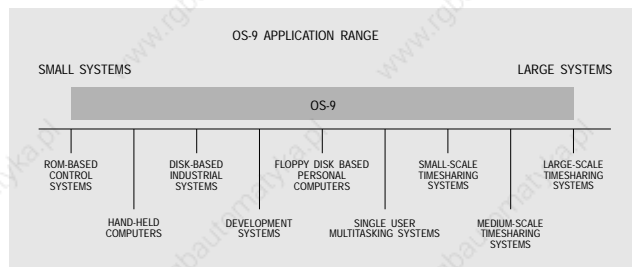 OS-9 APPLICATION RANGE
SMALL SYSTEMS
LARGE SYSTEMS
OS-9
ROM-BASED
CONTROL
SYSTEMS
HAND-HELD
COMPUTERS
DISK-BASED
INDUSTRIAL
SYSTEMS
DEVELOPMENT
SYSTEMS
FLOPPY DISK BASED
PERSONAL
COMPUTERS
SINGLE USER
MULTITASKING SYSTEMS
SMALL-SCALE
TIMESHARING
SYSTEMS
MEDIUM-SCALE
TIMESHARING
SYSTEMS
LARGE-SCALE
TIMESHARING
SYSTEMS